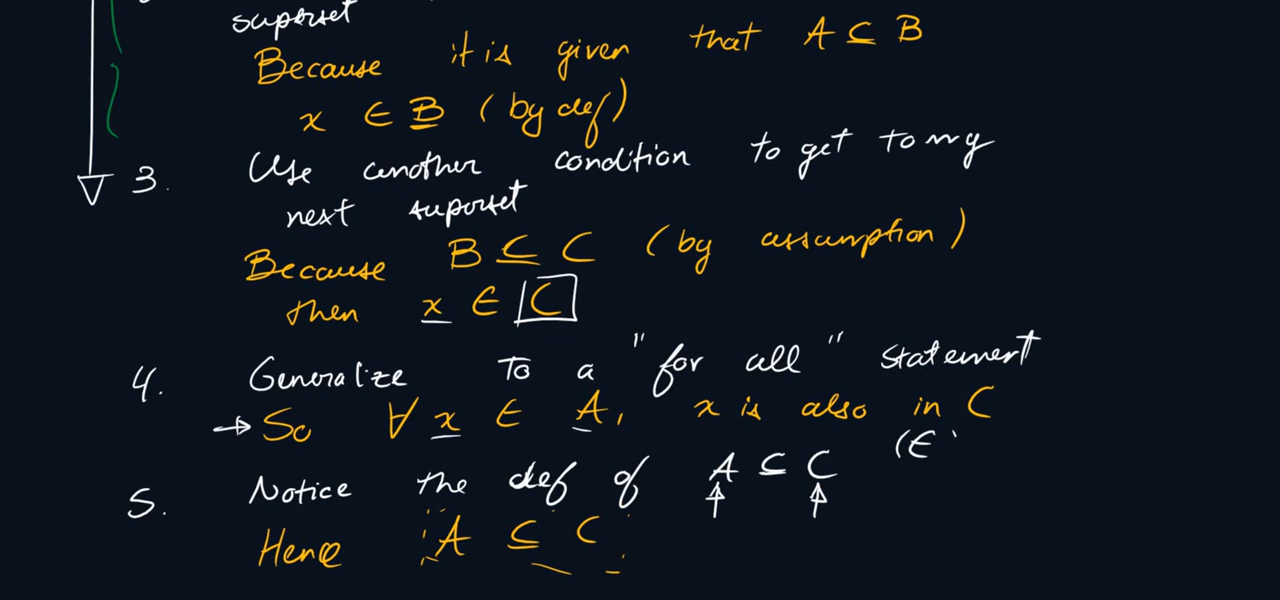 superset
Because it is given that A ⊆ B
x ∈ B (by def)
3. Use another condition to get to my
next superset
Because B ⊆ C (by assumption)
then x ∈ C
4. Generalize To a "for all" statement
→ So ∀ x ∈ A, x is also in C
(∈
5. Notice the def of A ⊆ C
Hence A ⊆ C